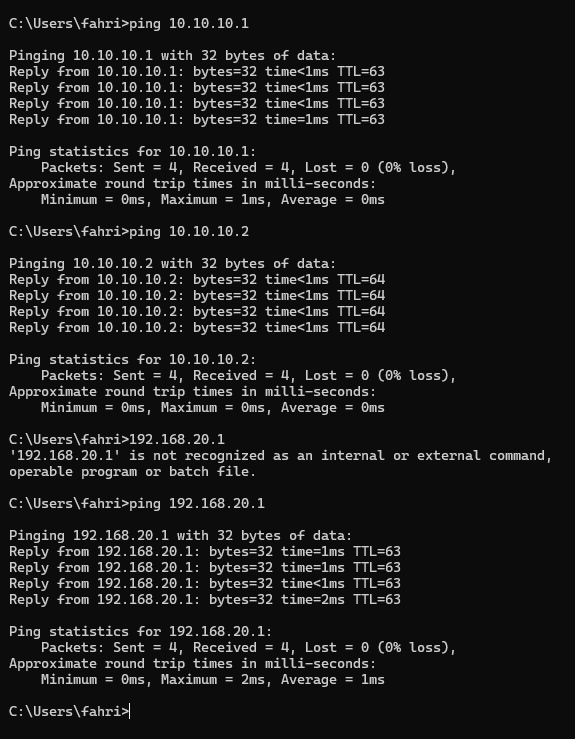 C:\Users\fahri>ping 10.10.10.1
Pinging 10.10.10.1 with 32 bytes of data:
Reply from 10.10.10.1: bytes=32 time<1ms TTL=63
Reply from 10.10.10.1: bytes=32 time<1ms TTL=63
Reply from 10.10.10.1: bytes=32 time<1ms TTL=63
Reply from 10.10.10.1: bytes=32 time=1ms TTL=63
Ping statistics for 10.10.10.1:
    Packets: Sent = 4, Received = 4, Lost = 0 (0% loss),
Approximate round trip times in milli-seconds:
    Minimum = 0ms, Maximum = 1ms, Average = 0ms
C:\Users\fahri>ping 10.10.10.2
Pinging 10.10.10.2 with 32 bytes of data:
Reply from 10.10.10.2: bytes=32 time<1ms TTL=64
Reply from 10.10.10.2: bytes=32 time<1ms TTL=64
Reply from 10.10.10.2: bytes=32 time<1ms TTL=64
Reply from 10.10.10.2: bytes=32 time<1ms TTL=64
Ping statistics for 10.10.10.2:
    Packets: Sent = 4, Received = 4, Lost = 0 (0% loss),
Approximate round trip times in milli-seconds:
    Minimum = 0ms, Maximum = 0ms, Average = 0ms
C:\Users\fahri>192.168.20.1
'192.168.20.1' is not recognized as an internal or external command,
operable program or batch file.
C:\Users\fahri>ping 192.168.20.1
Pinging 192.168.20.1 with 32 bytes of data:
Reply from 192.168.20.1: bytes=32 time=1ms TTL=63
Reply from 192.168.20.1: bytes=32 time=1ms TTL=63
Reply from 192.168.20.1: bytes=32 time<1ms TTL=63
Reply from 192.168.20.1: bytes=32 time=2ms TTL=63
Ping statistics for 192.168.20.1:
    Packets: Sent = 4, Received = 4, Lost = 0 (0% loss),
Approximate round trip times in milli-seconds:
    Minimum = 0ms, Maximum = 2ms, Average = 1ms
C:\Users\fahri>